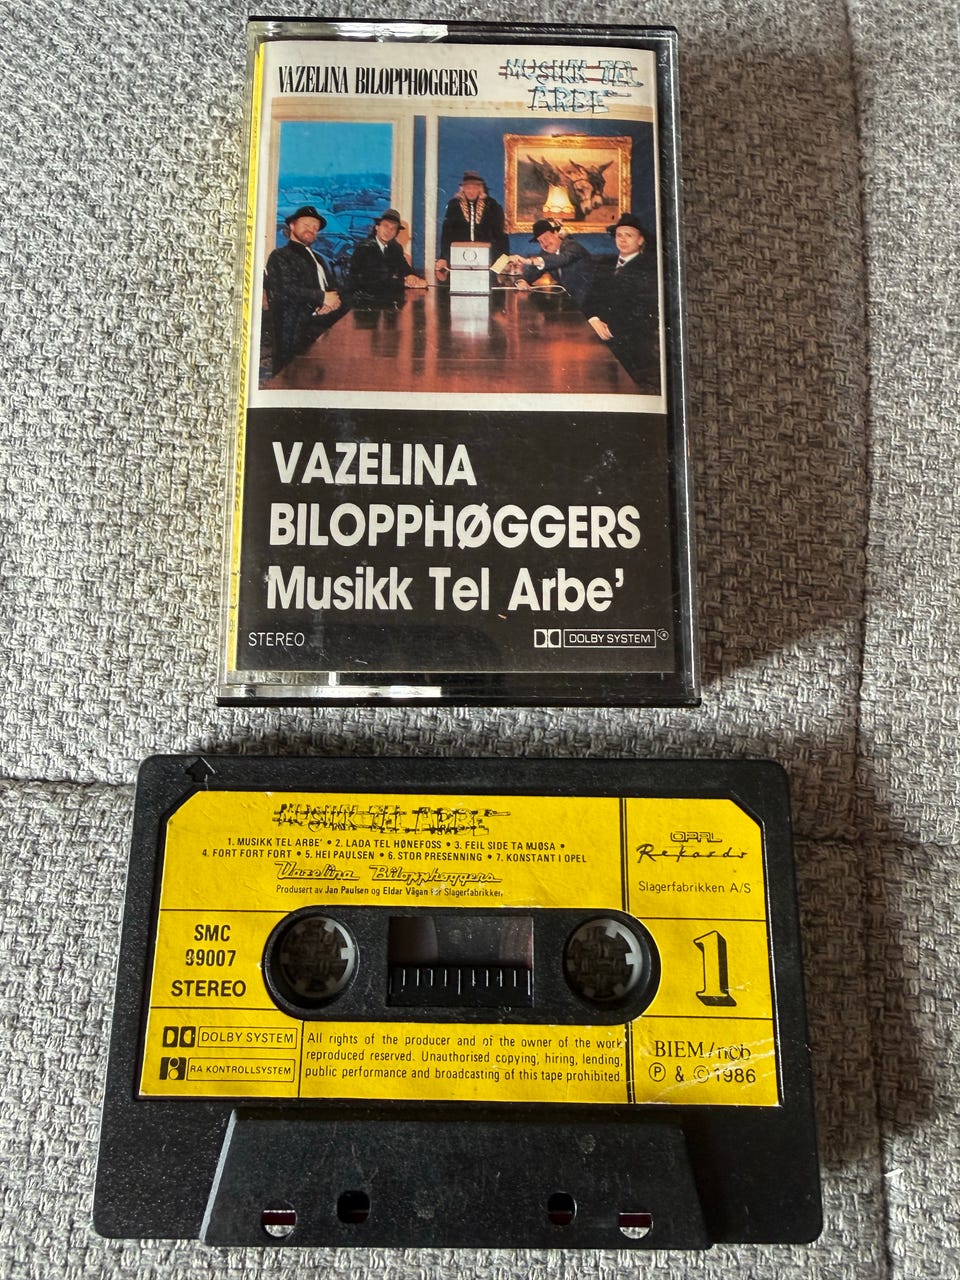 VAZELINA BILOPPHØGGERS
MUSIKK TEL
ARBE'
VAZELINA
BILOPPHØGGERS
Musikk Tel Arbe'
STEREO
DOLBY SYSTEM
MUSIKK TEL ARBE'
1. MUSIKK TEL ARBE' • 2. LADA TEL HØNEFOSS • 3. FEIL SIDE TA MJØSA •
4. FORT FORT FORT • 5. HEI PAULSEN • 6. STOR PRESENNING • 7. KONSTANT I OPEL
Vazelina Bilopphøggers
Produsert av Jan Paulsen og Eldar Vågan for Slagerfabrikken
OPAL
Rekords
Slagerfabrikken A/S
SMC
99007
STEREO
1
DOLBY SYSTEM
RA KONTROLLSYSTEM
All rights of the producer and of the owner of the work
reproduced reserved. Unauthorised copying, hiring, lending,
public performance and broadcasting of this tape prohibited.
BIEM/ncb
Ⓟ & © 1986